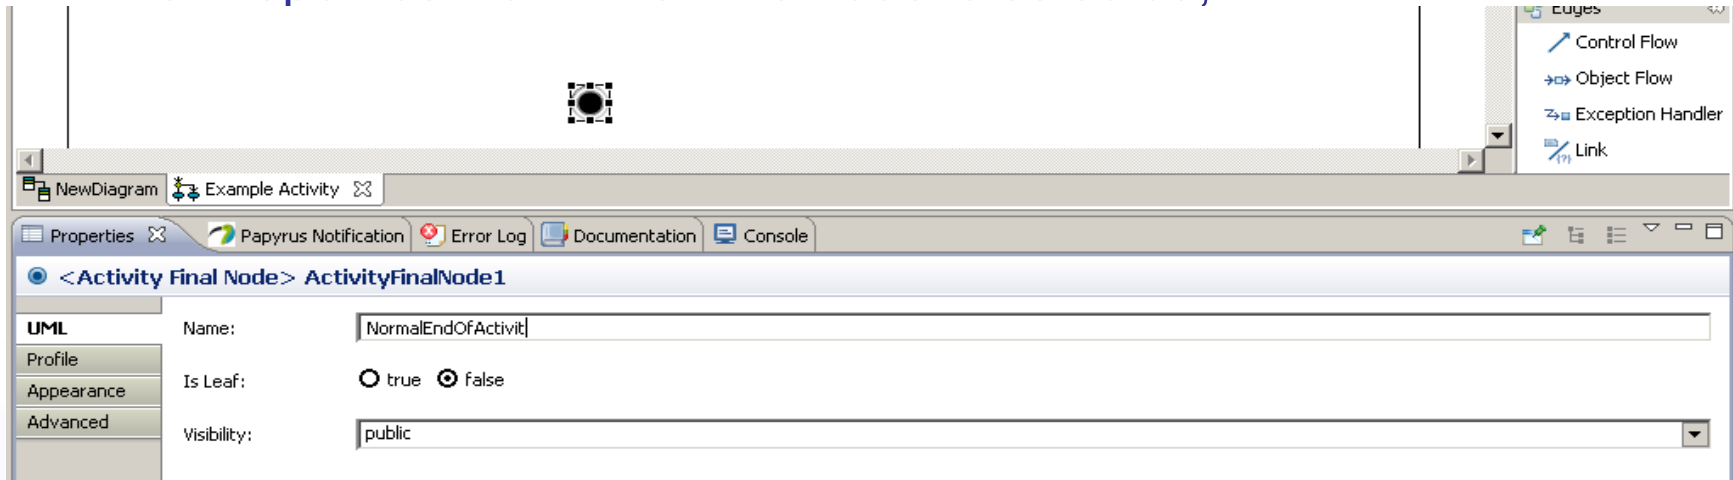 Edges
Control Flow
Object Flow
Exception Handler
Link
NewDiagram Example Activity
Properties Papyrus Notification Error Log Documentation Console
<Activity Final Node> ActivityFinalNode1
UML
Name: NormalEndOfActivit
Profile
Is Leaf: true false
Appearance
Advanced
Visibility: public